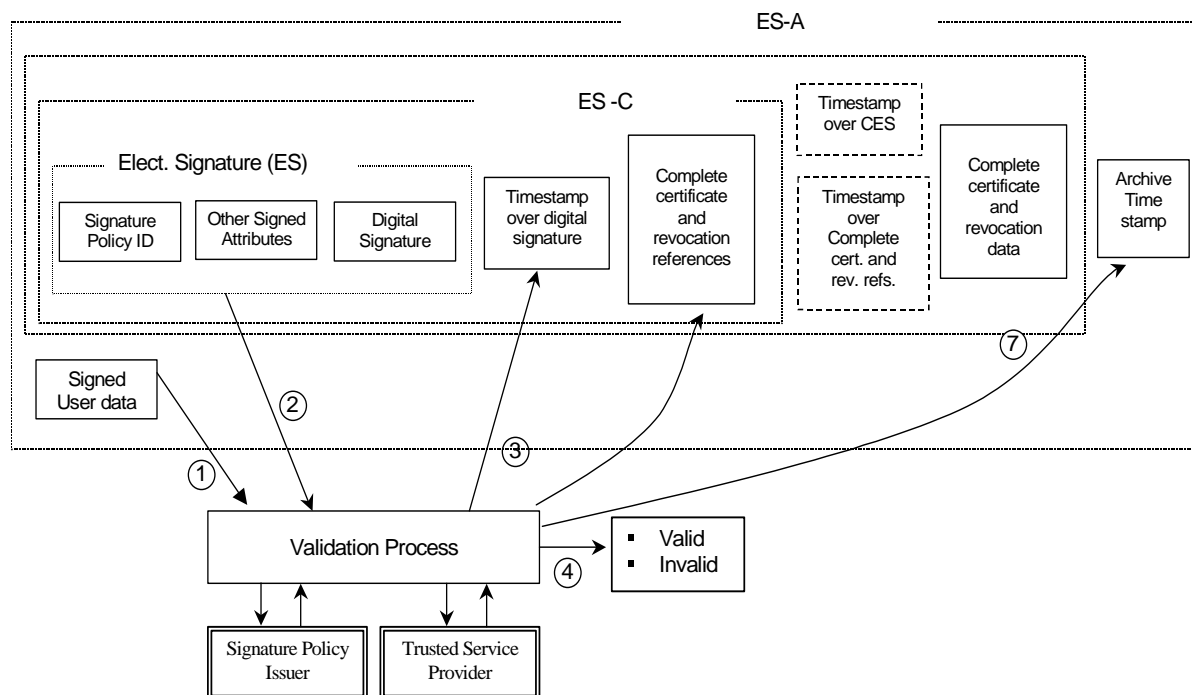 ES-A
ES -C
Timestamp
over CES
Elect. Signature (ES)
Signature
Policy ID
Other Signed
Attributes
Digital
Signature
Timestamp
over digital
signature
Complete
certificate
and
revocation
references
Timestamp
over
Complete
cert. and
rev. refs.
Complete
certificate
and
revocation
data
Archive
Time
stamp
Signed
User data
1
2
3
7
Validation Process
4
▪ Valid
▪ Invalid
Signature Policy
Issuer
Trusted Service
Provider